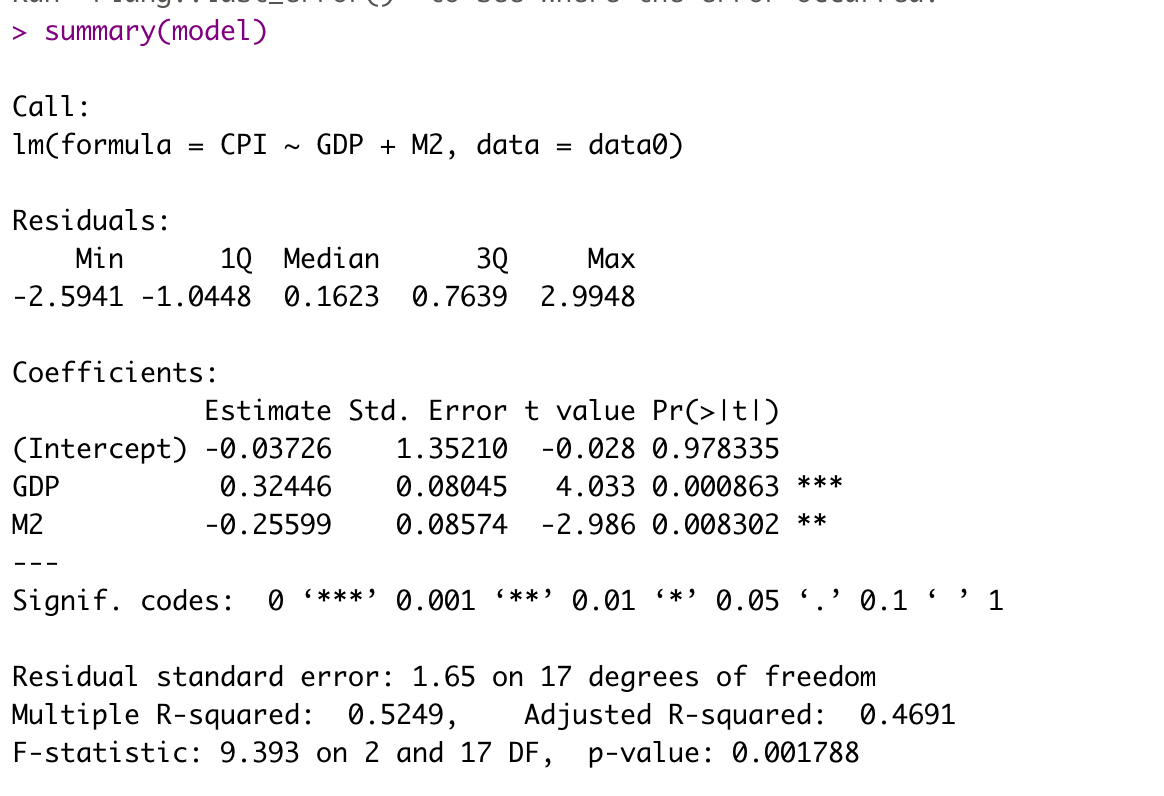 > summary(model)
Call:
lm(formula = CPI ~ GDP + M2, data = data0)
Residuals:
    Min      1Q  Median      3Q     Max
-2.5941 -1.0448  0.1623  0.7639  2.9948
Coefficients:
            Estimate Std. Error t value Pr(>|t|)
(Intercept) -0.03726    1.35210  -0.028 0.978335
GDP          0.32446    0.08045   4.033 0.000863 ***
M2          -0.25599    0.08574  -2.986 0.008302 **
---
Signif. codes:  0 ‘***’ 0.001 ‘**’ 0.01 ‘*’ 0.05 ‘.’ 0.1 ‘ ’ 1
Residual standard error: 1.65 on 17 degrees of freedom
Multiple R-squared:  0.5249,    Adjusted R-squared:  0.4691
F-statistic: 9.393 on 2 and 17 DF,  p-value: 0.001788